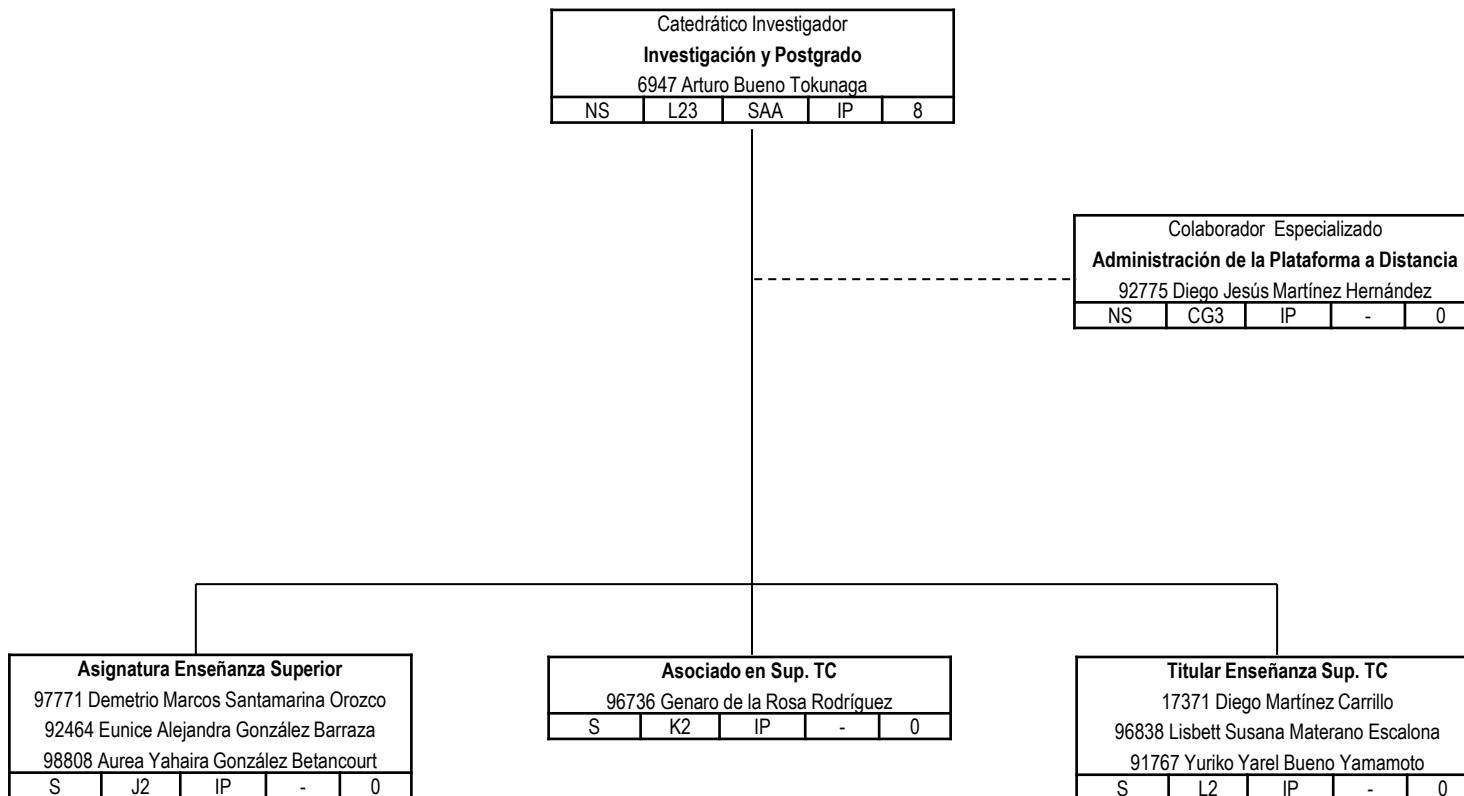 Catedrático Investigador
Investigación y Postgrado
6947 Arturo Bueno Tokunaga
NS L23 SAA IP 8
Colaborador Especializado
Administración de la Plataforma a Distancia
92775 Diego Jesús Martínez Hernández
NS CG3 IP - 0
Asignatura Enseñanza Superior
97771 Demetrio Marcos Santamarina Orozco
92464 Eunice Alejandra González Barraza
98808 Aurea Yahaira González Betancourt
S J2 IP - 0
Asociado en Sup. TC
96736 Genaro de la Rosa Rodríguez
S K2 IP - 0
Titular Enseñanza Sup. TC
17371 Diego Martínez Carrillo
96838 Lisbett Susana Materano Escalona
91767 Yuriko Yarel Bueno Yamamoto
S L2 IP - 0